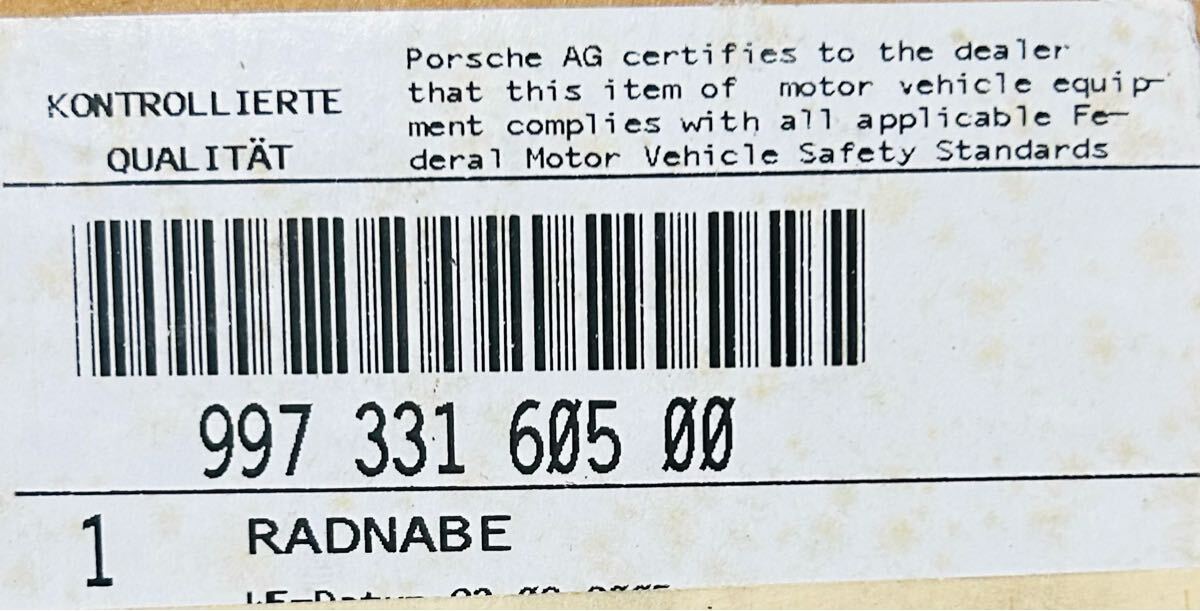 KONTROLLIERTE
QUALITÄT
Porsche AG certifies to the dealer
that this item of motor vehicle equip-
ment complies with all applicable Fe-
deral Motor Vehicle Safety Standards
997 331 605 00
1 RADNABE